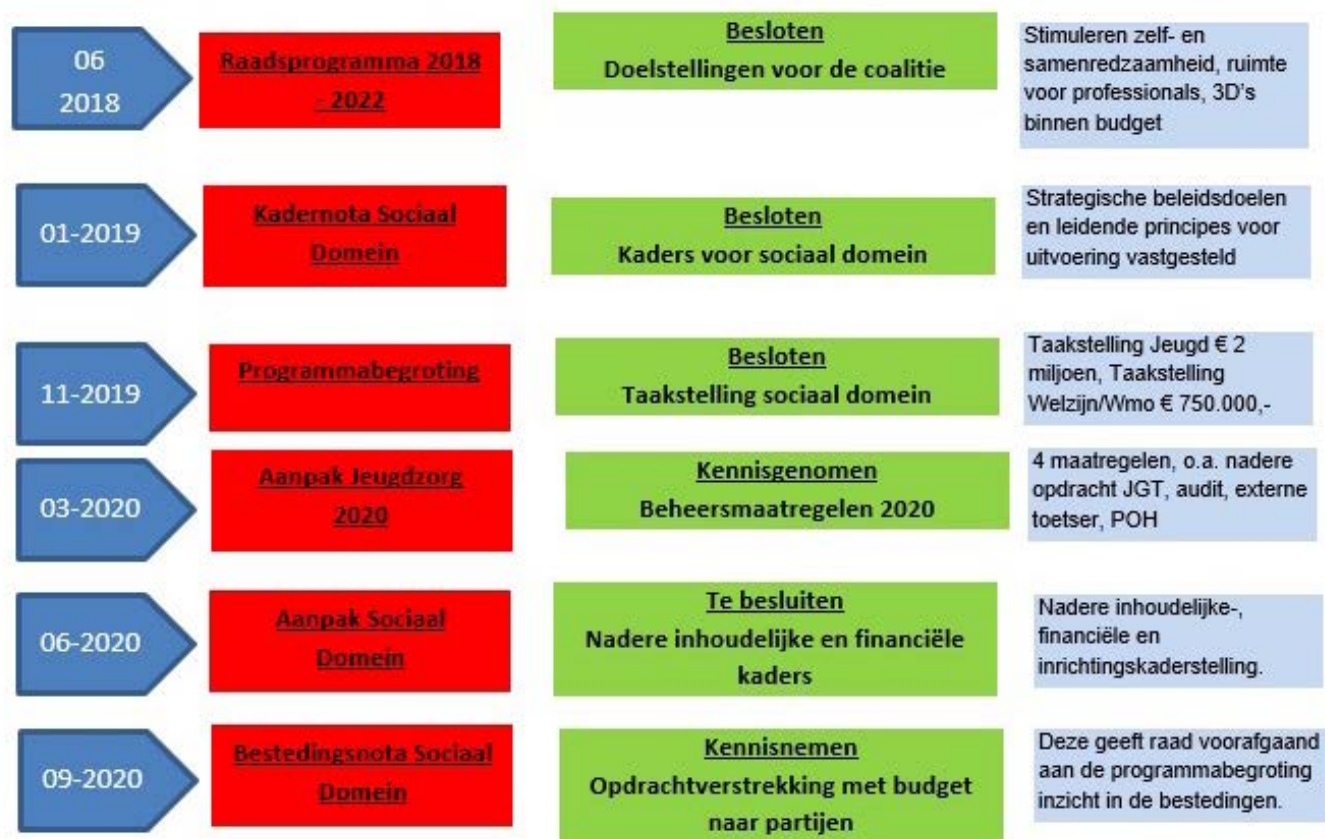 06
2018
Raadsprogramma 2018
- 2022
Besloten
Doelstellingen voor de coalitie
Stimuleren zelf- en
samenredzaamheid, ruimte
voor professionals, 3D's
binnen budget
01-2019
Kadernota Sociaal
Domein
Besloten
Kaders voor sociaal domein
Strategische beleidsdoelen
en leidende principes voor
uitvoering vastgesteld
11-2019
Programmabegroting
Besloten
Taakstelling sociaal domein
Taakstelling Jeugd € 2
miljoen, Taakstelling
Welzijn/Wmo € 750.000,-
03-2020
Aanpak Jeugdzorg
2020
Kennisgenomen
Beheersmaatregelen 2020
4 maatregelen, o.a. nadere
opdracht JGT, audit, externe
toetser, POH
06-2020
Aanpak Sociaal
Domein
Te besluiten
Nadere inhoudelijke en financiële
kaders
Nadere inhoudelijke-,
financiële en
inrichtingskaderstelling.
09-2020
Bestedingsnota Sociaal
Domein
Kennisnemen
Opdrachtverstrekking met budget
naar partijen
Deze geeft raad voorafgaand
aan de programmabegroting
inzicht in de bestedingen.